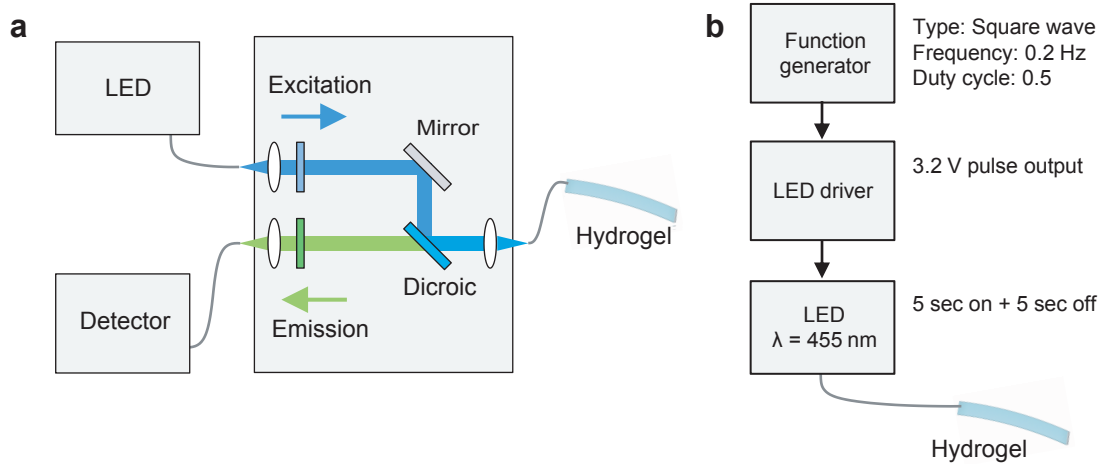 a
LED
Excitation
Mirror
Hydrogel
Dicroic
Emission
Detector
b
Function
generator
Type: Square wave
Frequency: 0.2 Hz
Duty cycle: 0.5
LED driver
3.2 V pulse output
LED
λ = 455 nm
5 sec on + 5 sec off
Hydrogel